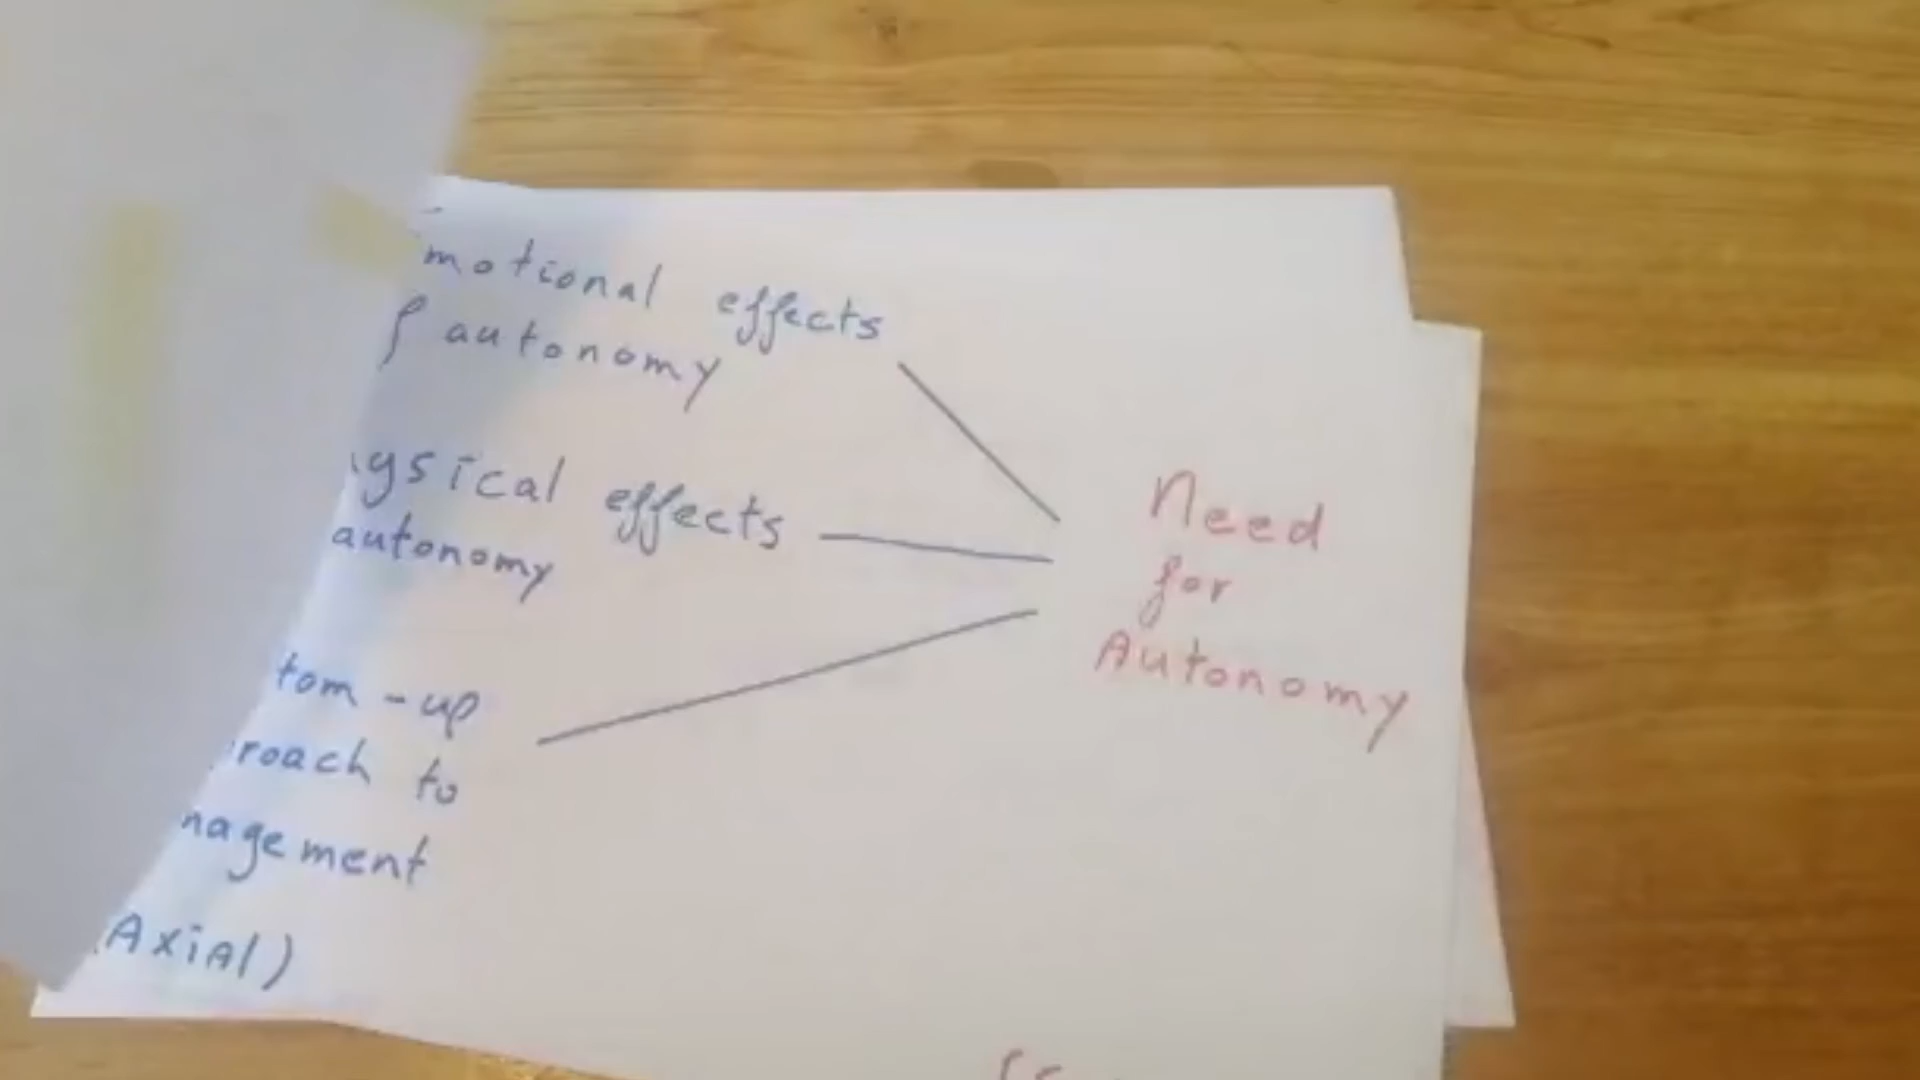 motional effects
f autonomy
ysical effects
autonomy
tom-up
roach to
nagement
(Axial)
Need
for
Autonomy